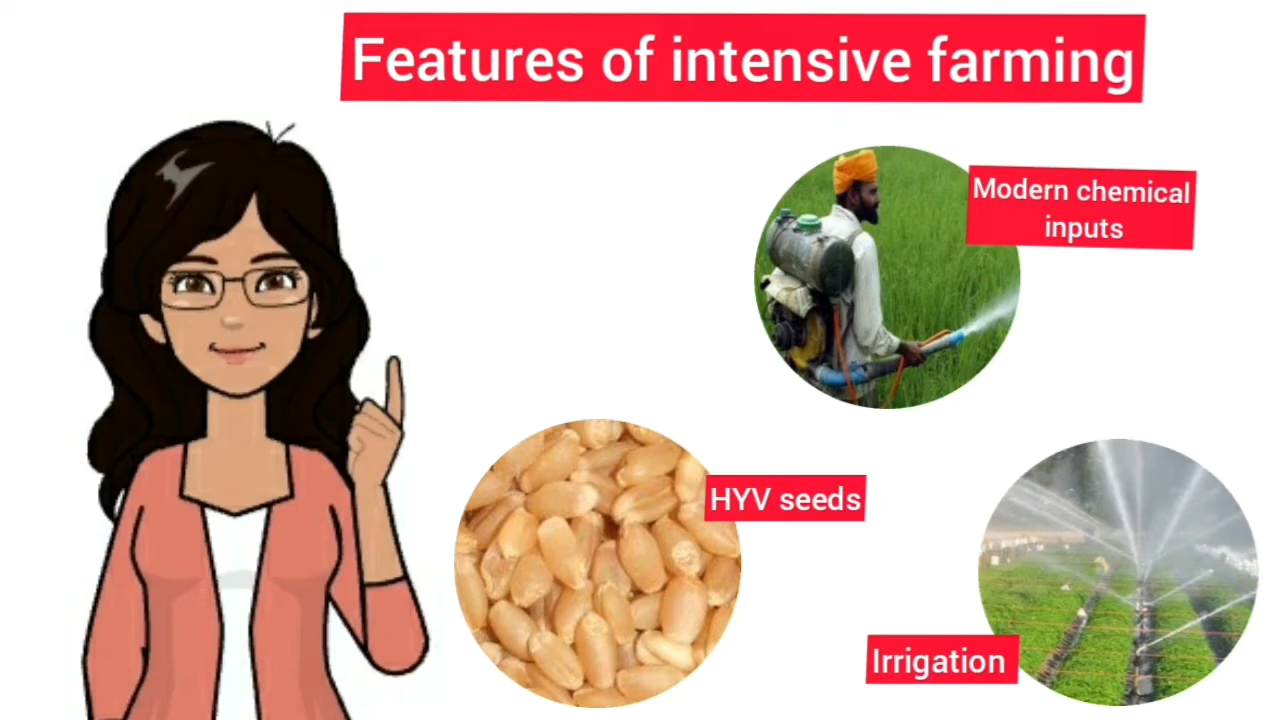 Features of intensive farming
Modern chemical
inputs
HYV seeds
Irrigation